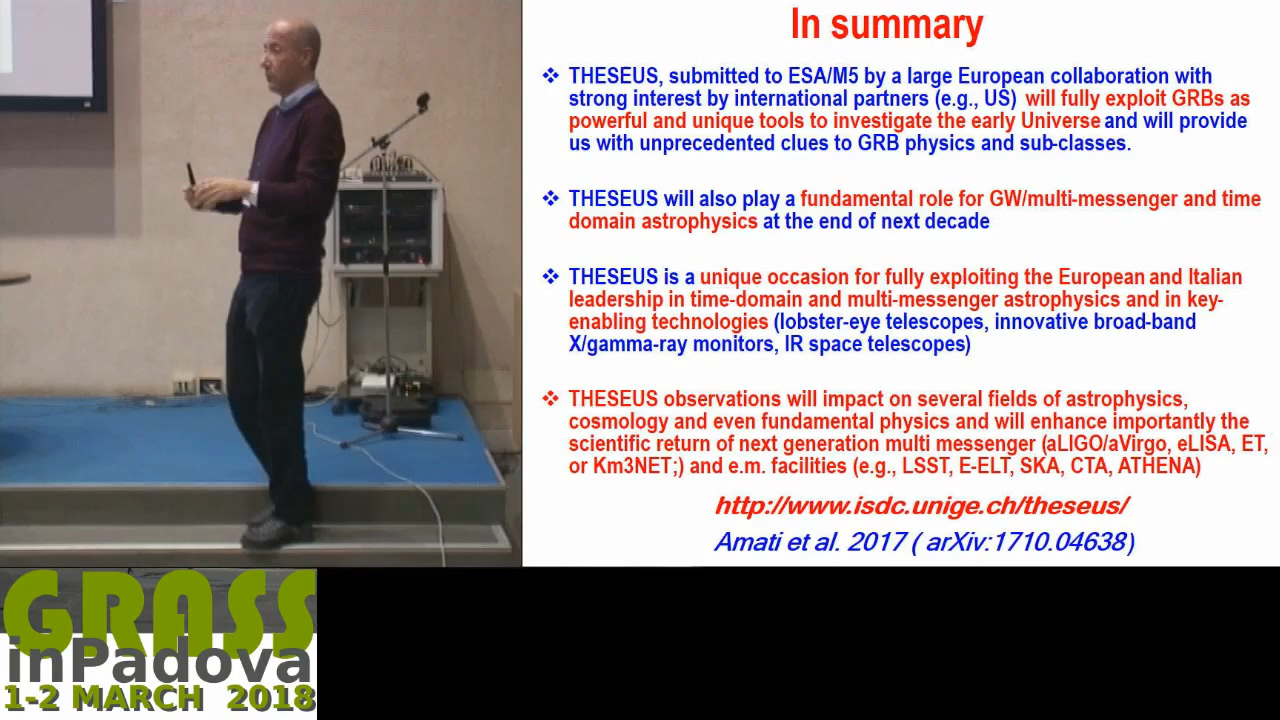 In summary
❖ THESEUS, submitted to ESA/M5 by a large European collaboration with
strong interest by international partners (e.g., US) will fully exploit GRBs as
powerful and unique tools to investigate the early Universe and will provide
us with unprecedented clues to GRB physics and sub-classes.
❖ THESEUS will also play a fundamental role for GW/multi-messenger and time
domain astrophysics at the end of next decade
❖ THESEUS is a unique occasion for fully exploiting the European and Italian
leadership in time-domain and multi-messenger astrophysics and in key-
enabling technologies (lobster-eye telescopes, innovative broad-band
X/gamma-ray monitors, IR space telescopes)
❖ THESEUS observations will impact on several fields of astrophysics,
cosmology and even fundamental physics and will enhance importantly the
scientific return of next generation multi messenger (aLIGO/aVirgo, eLISA, ET,
or Km3NET;) and e.m. facilities (e.g., LSST, E-ELT, SKA, CTA, ATHENA)
http://www.isdc.unige.ch/theseus/
Amati et al. 2017 ( arXiv:1710.04638)
GRASS
inPadova
1-2 MARCH 2018